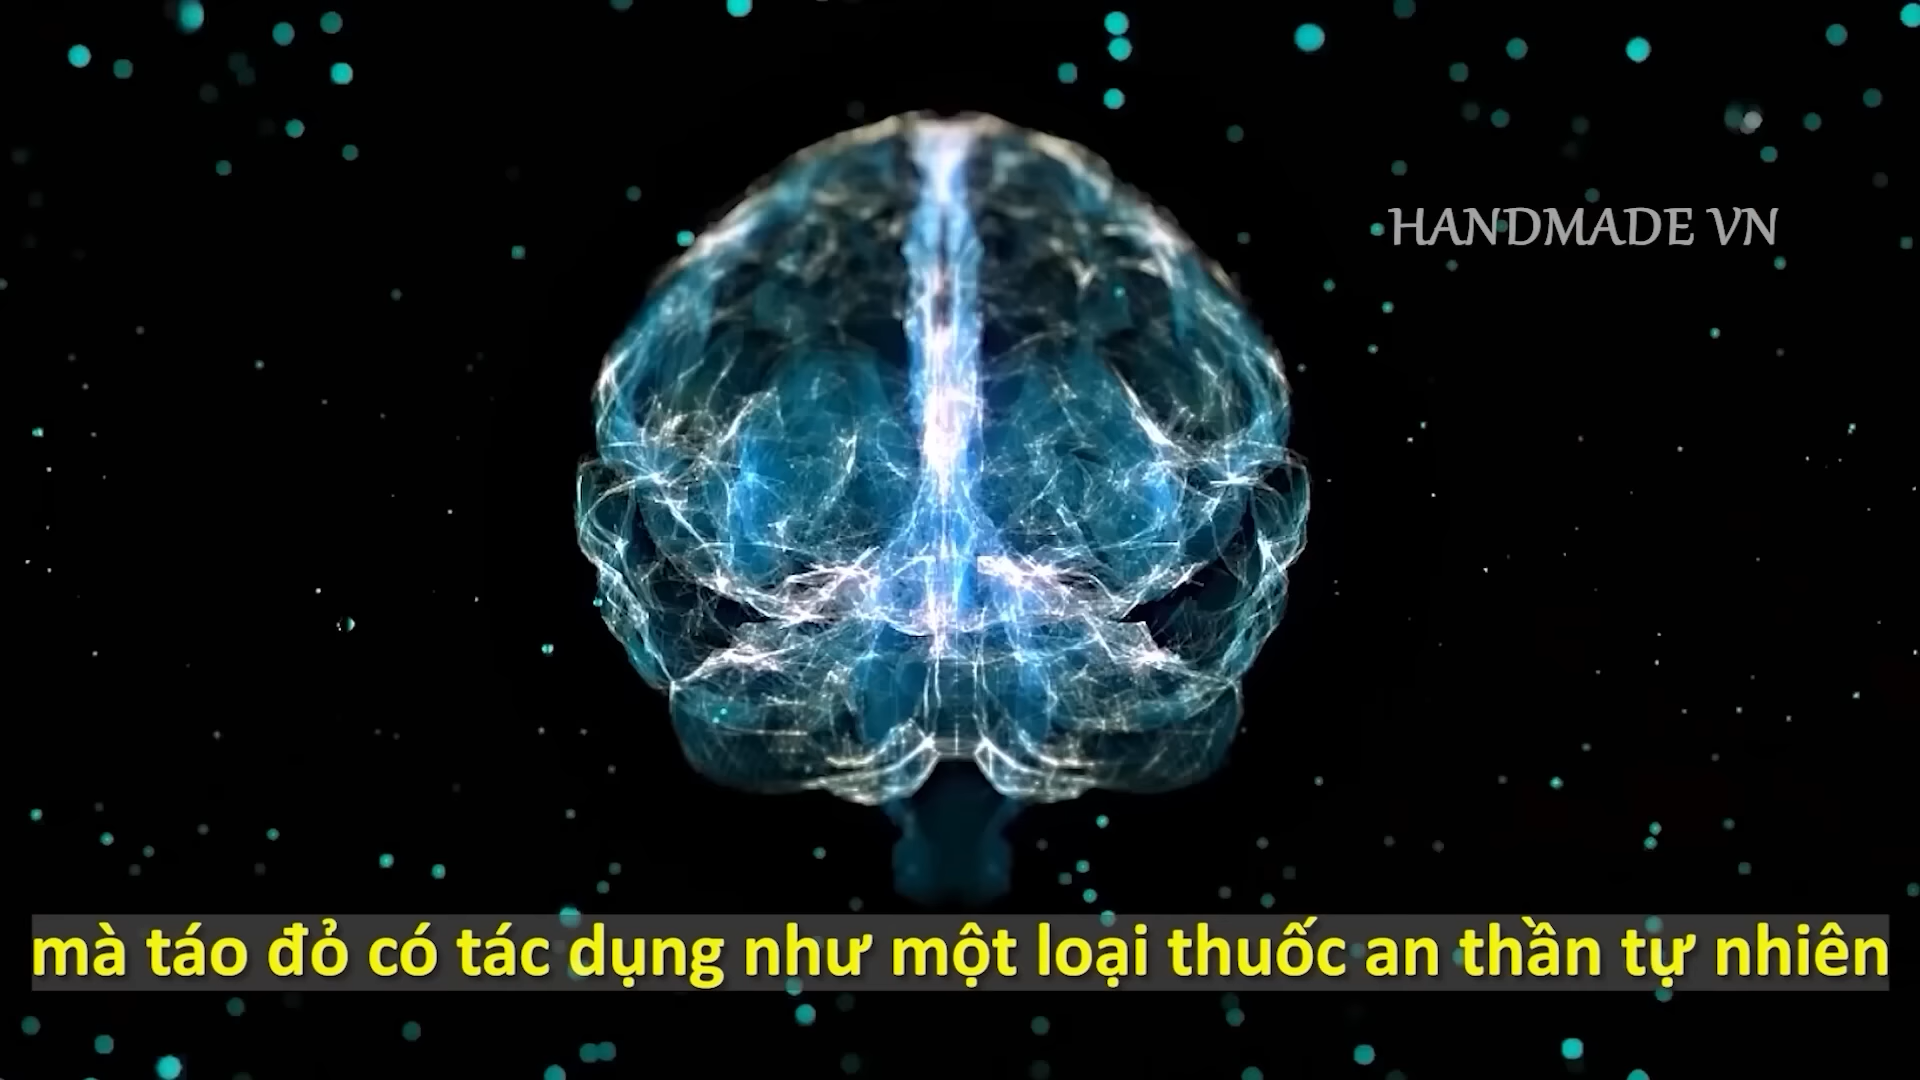 HANDMADE VN
mà táo đỏ có tác dụng như một loại thuốc an thần tự nhiên